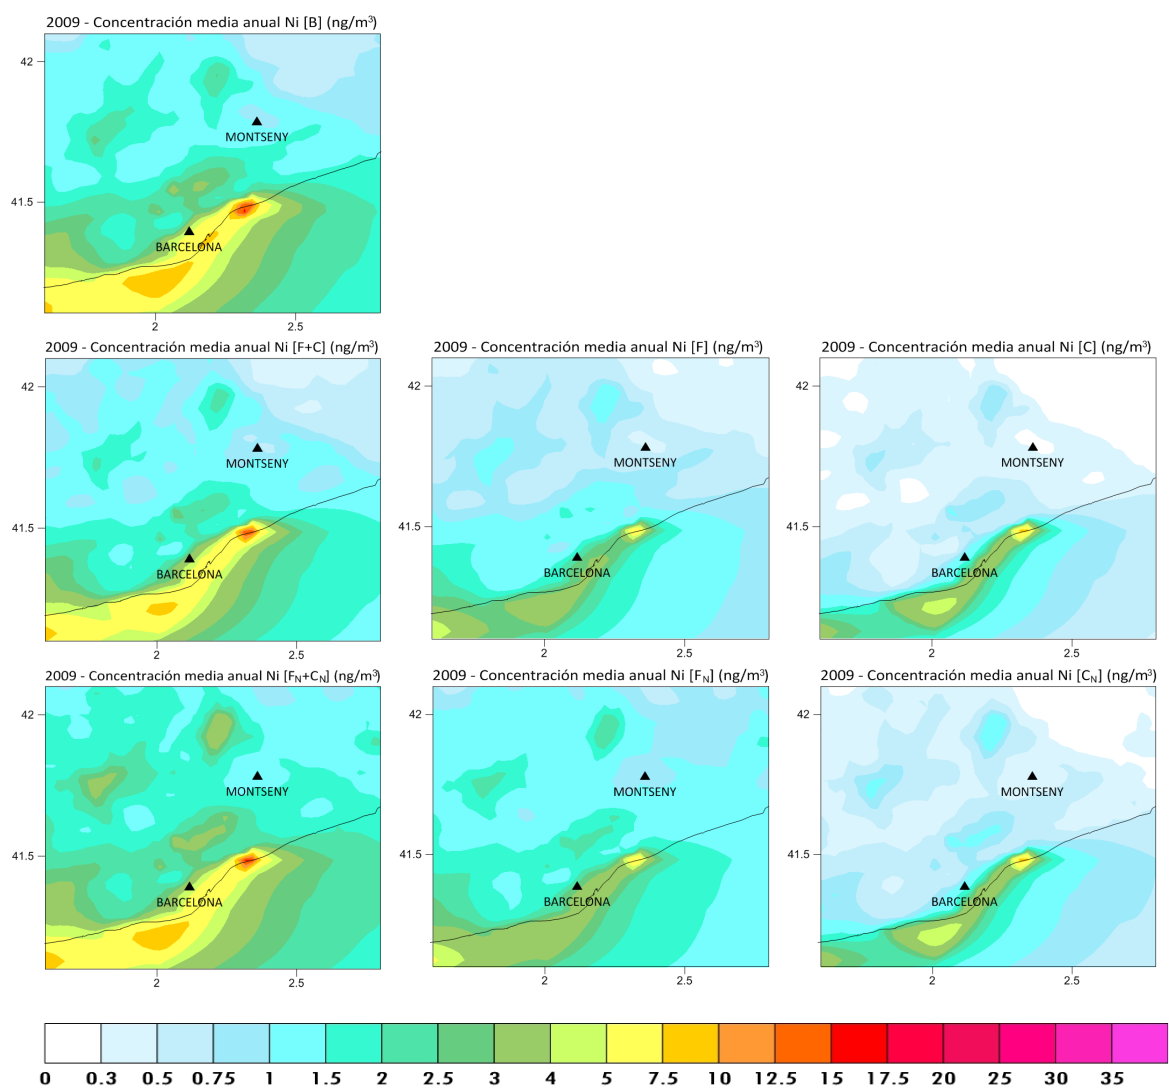 2009 - Concentración media anual Ni [B] (ng/m³)
42
MONTSENY
41.5
BARCELONA
2 2.5
2009 - Concentración media anual Ni [F+C] (ng/m³) 2009 - Concentración media anual Ni [F] (ng/m³) 2009 - Concentración media anual Ni [C] (ng/m³)
42 42 42
MONTSENY MONTSENY MONTSENY
41.5 41.5 41.5
BARCELONA BARCELONA BARCELONA
2 2.5 2 2.5 2 2.5
2009 - Concentración media anual Ni [FN+CN] (ng/m³) 2009 - Concentración media anual Ni [FN] (ng/m³) 2009 - Concentración media anual Ni [CN] (ng/m³)
42 42 42
MONTSENY MONTSENY MONTSENY
41.5 41.5 41.5
BARCELONA BARCELONA BARCELONA
2 2.5 2 2.5 2 2.5
0 0.3 0.5 0.75 1 1.5 2 2.5 3 4 5 7.5 10 12.5 15 17.5 20 25 30 35